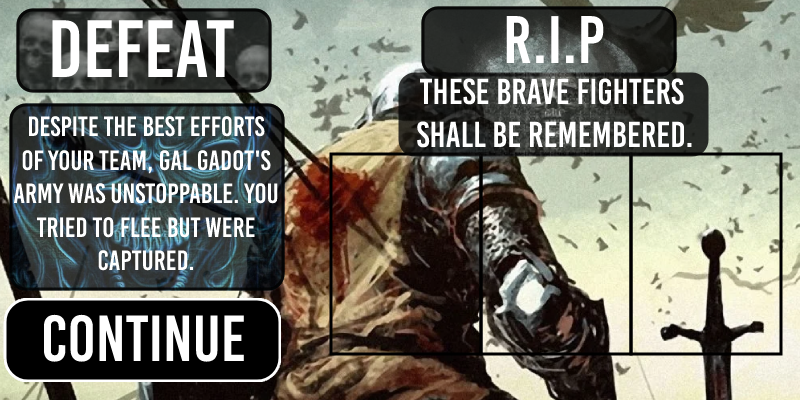 DEFEAT
DESPITE THE BEST EFFORTS
OF YOUR TEAM, GAL GADOT'S
ARMY WAS UNSTOPPABLE. YOU
TRIED TO FLEE BUT WERE
CAPTURED.
CONTINUE
R.I.P
THESE BRAVE FIGHTERS
SHALL BE REMEMBERED.